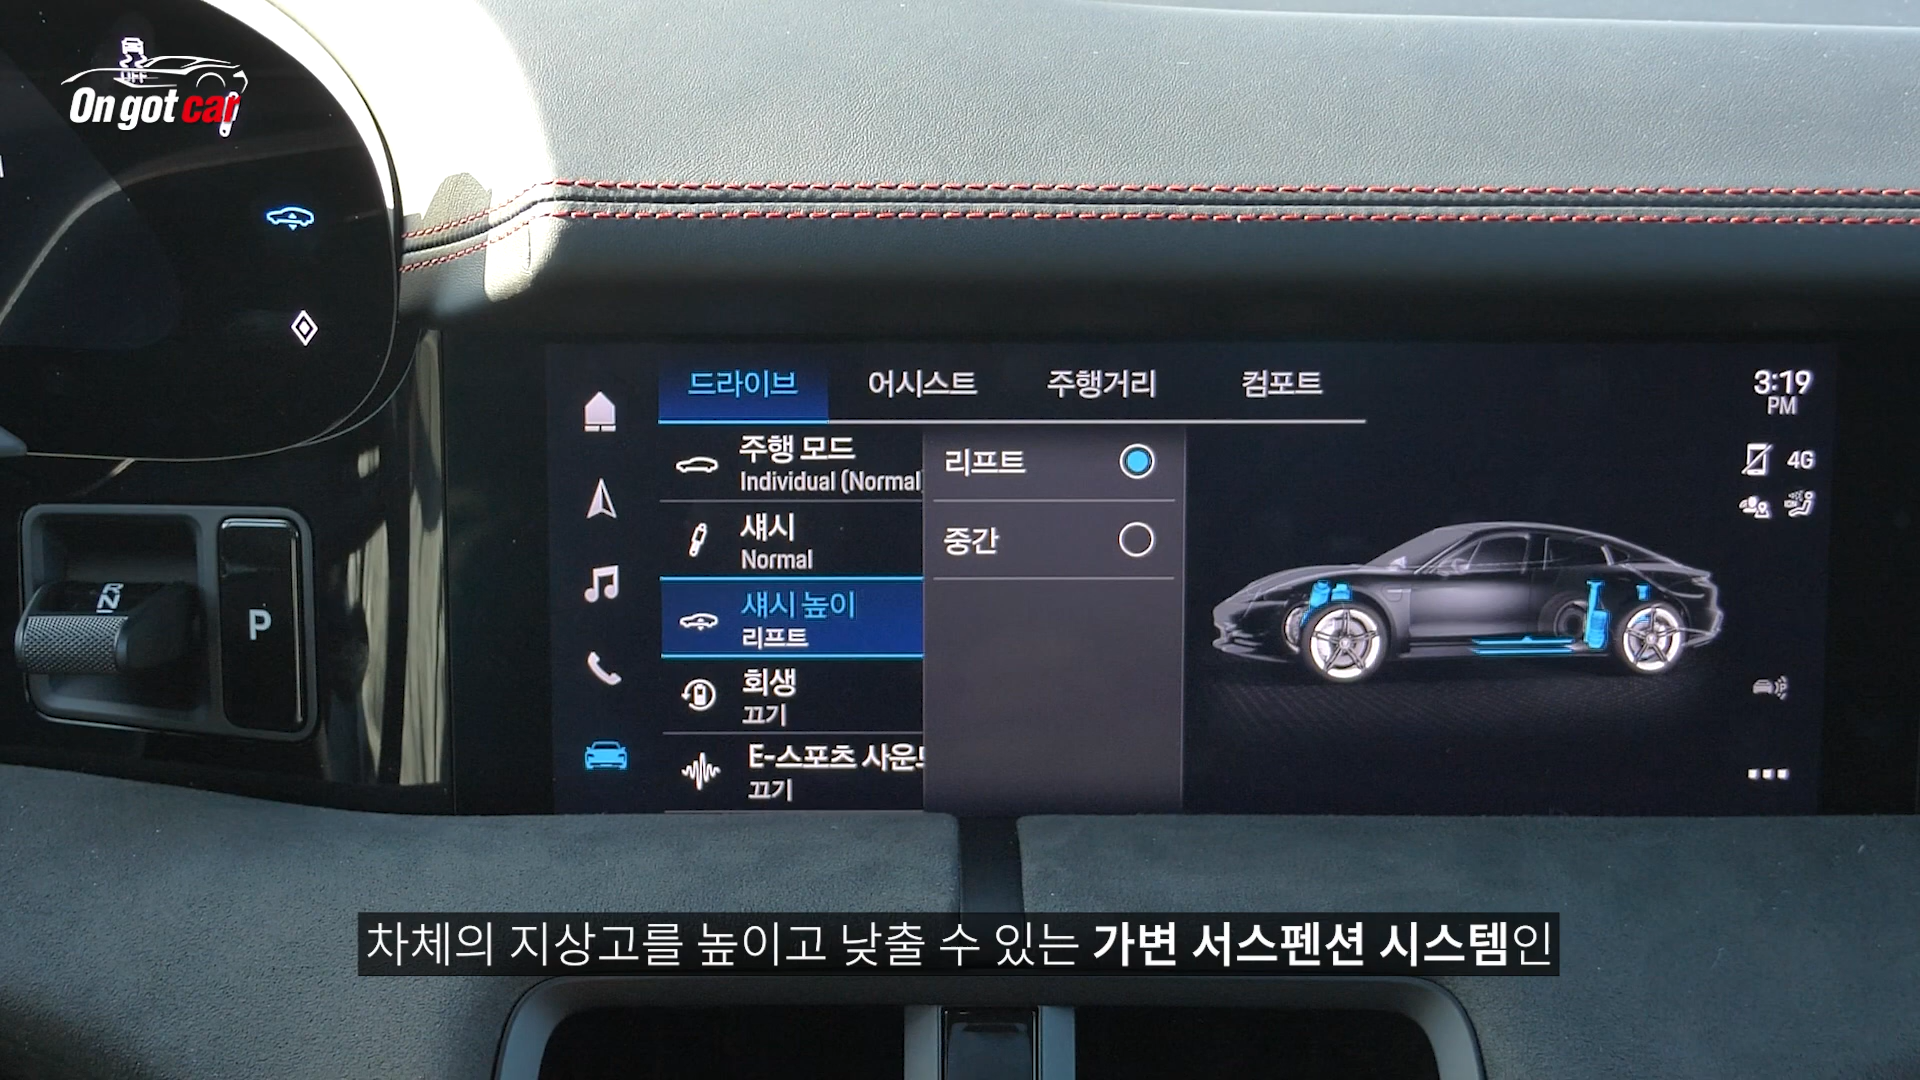 On got car
드라이브
어시스트
주행거리
컴포트
3:19
PM
4G
주행 모드
Individual (Normal
섀시
Normal
섀시 높이
리프트
회생
끄기
E-스포츠 사운드
끄기
리프트
중간
N
P
차체의 지상고를 높이고 낮출 수 있는 가변 서스펜션 시스템인